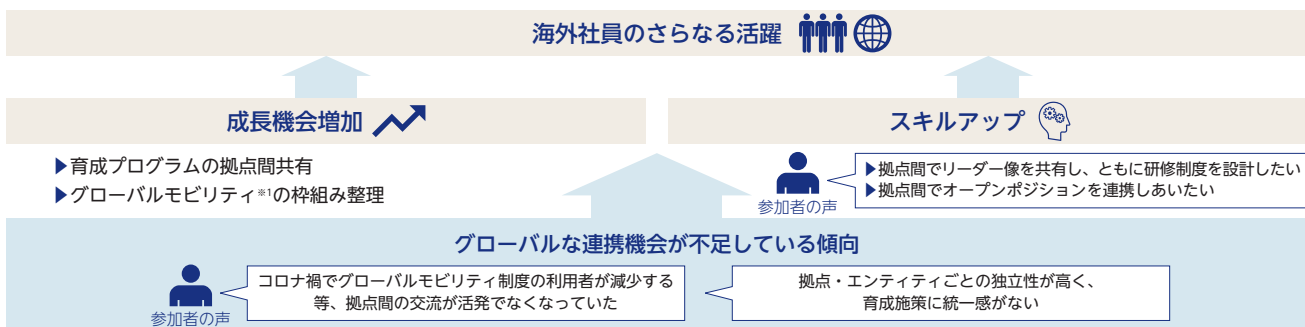 海外社員のさらなる活躍
成長機会増加
▶育成プログラムの拠点間共有
▶グローバルモビリティ※1の枠組み整理
スキルアップ
参加者の声
▶拠点間でリーダー像を共有し、ともに研修制度を設計したい
▶拠点間でオープンポジションを連携しあいたい
グローバルな連携機会が不足している傾向
参加者の声
コロナ禍でグローバルモビリティ制度の利用者が減少する
等、拠点間の交流が活発でなくなっていた
拠点・エンティティごとの独立性が高く、
育成施策に統一感がない